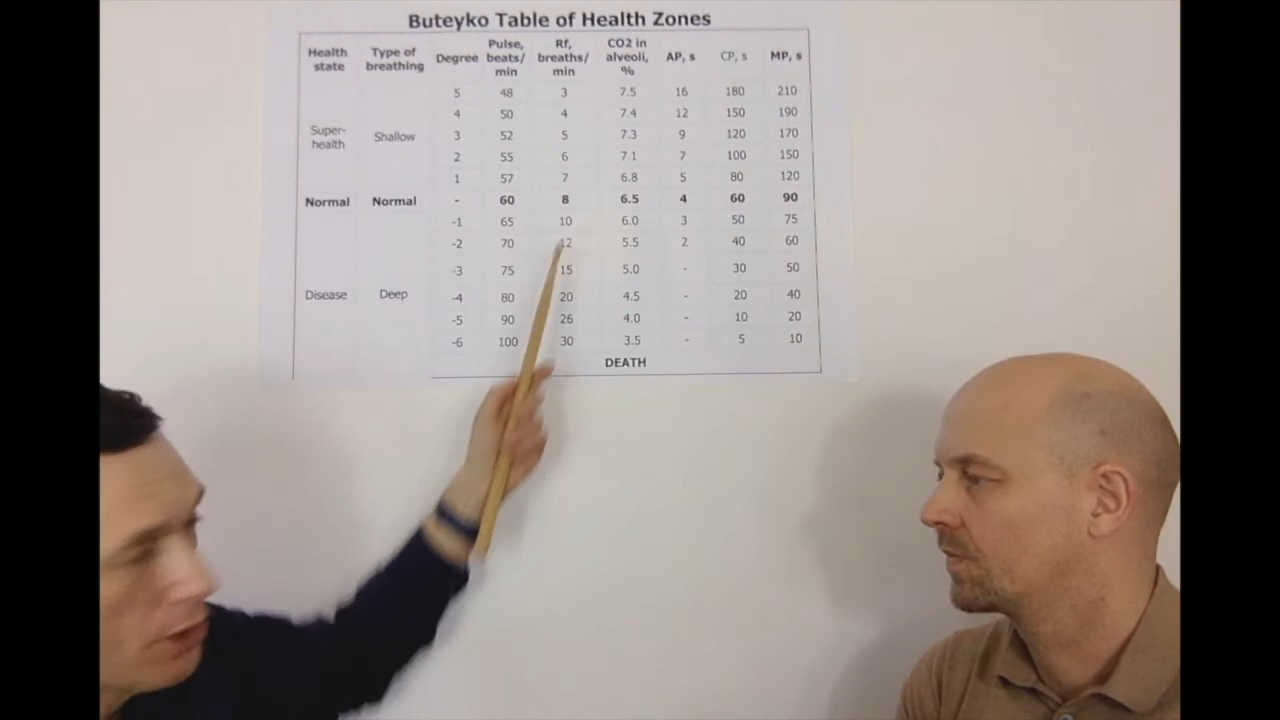 Buteyko Table of Health Zones
Health state Type of breathing Degree Pulse, beats/ min Rf, breaths/ min CO2 in alveoli, % AP, s CP, s MP, s
5 48 3 7.5 16 180 210
4 50 4 7.4 12 150 190
Super-health Shallow 3 52 5 7.3 9 120 170
2 55 6 7.1 7 100 150
1 57 7 6.8 5 80 120
Normal Normal - 60 8 6.5 4 60 90
-1 65 10 6.0 3 50 75
-2 70 12 5.5 2 40 60
-3 75 15 5.0 - 30 50
Disease Deep -4 80 20 4.5 - 20 40
-5 90 26 4.0 - 10 20
-6 100 30 3.5 - 5 10
DEATH